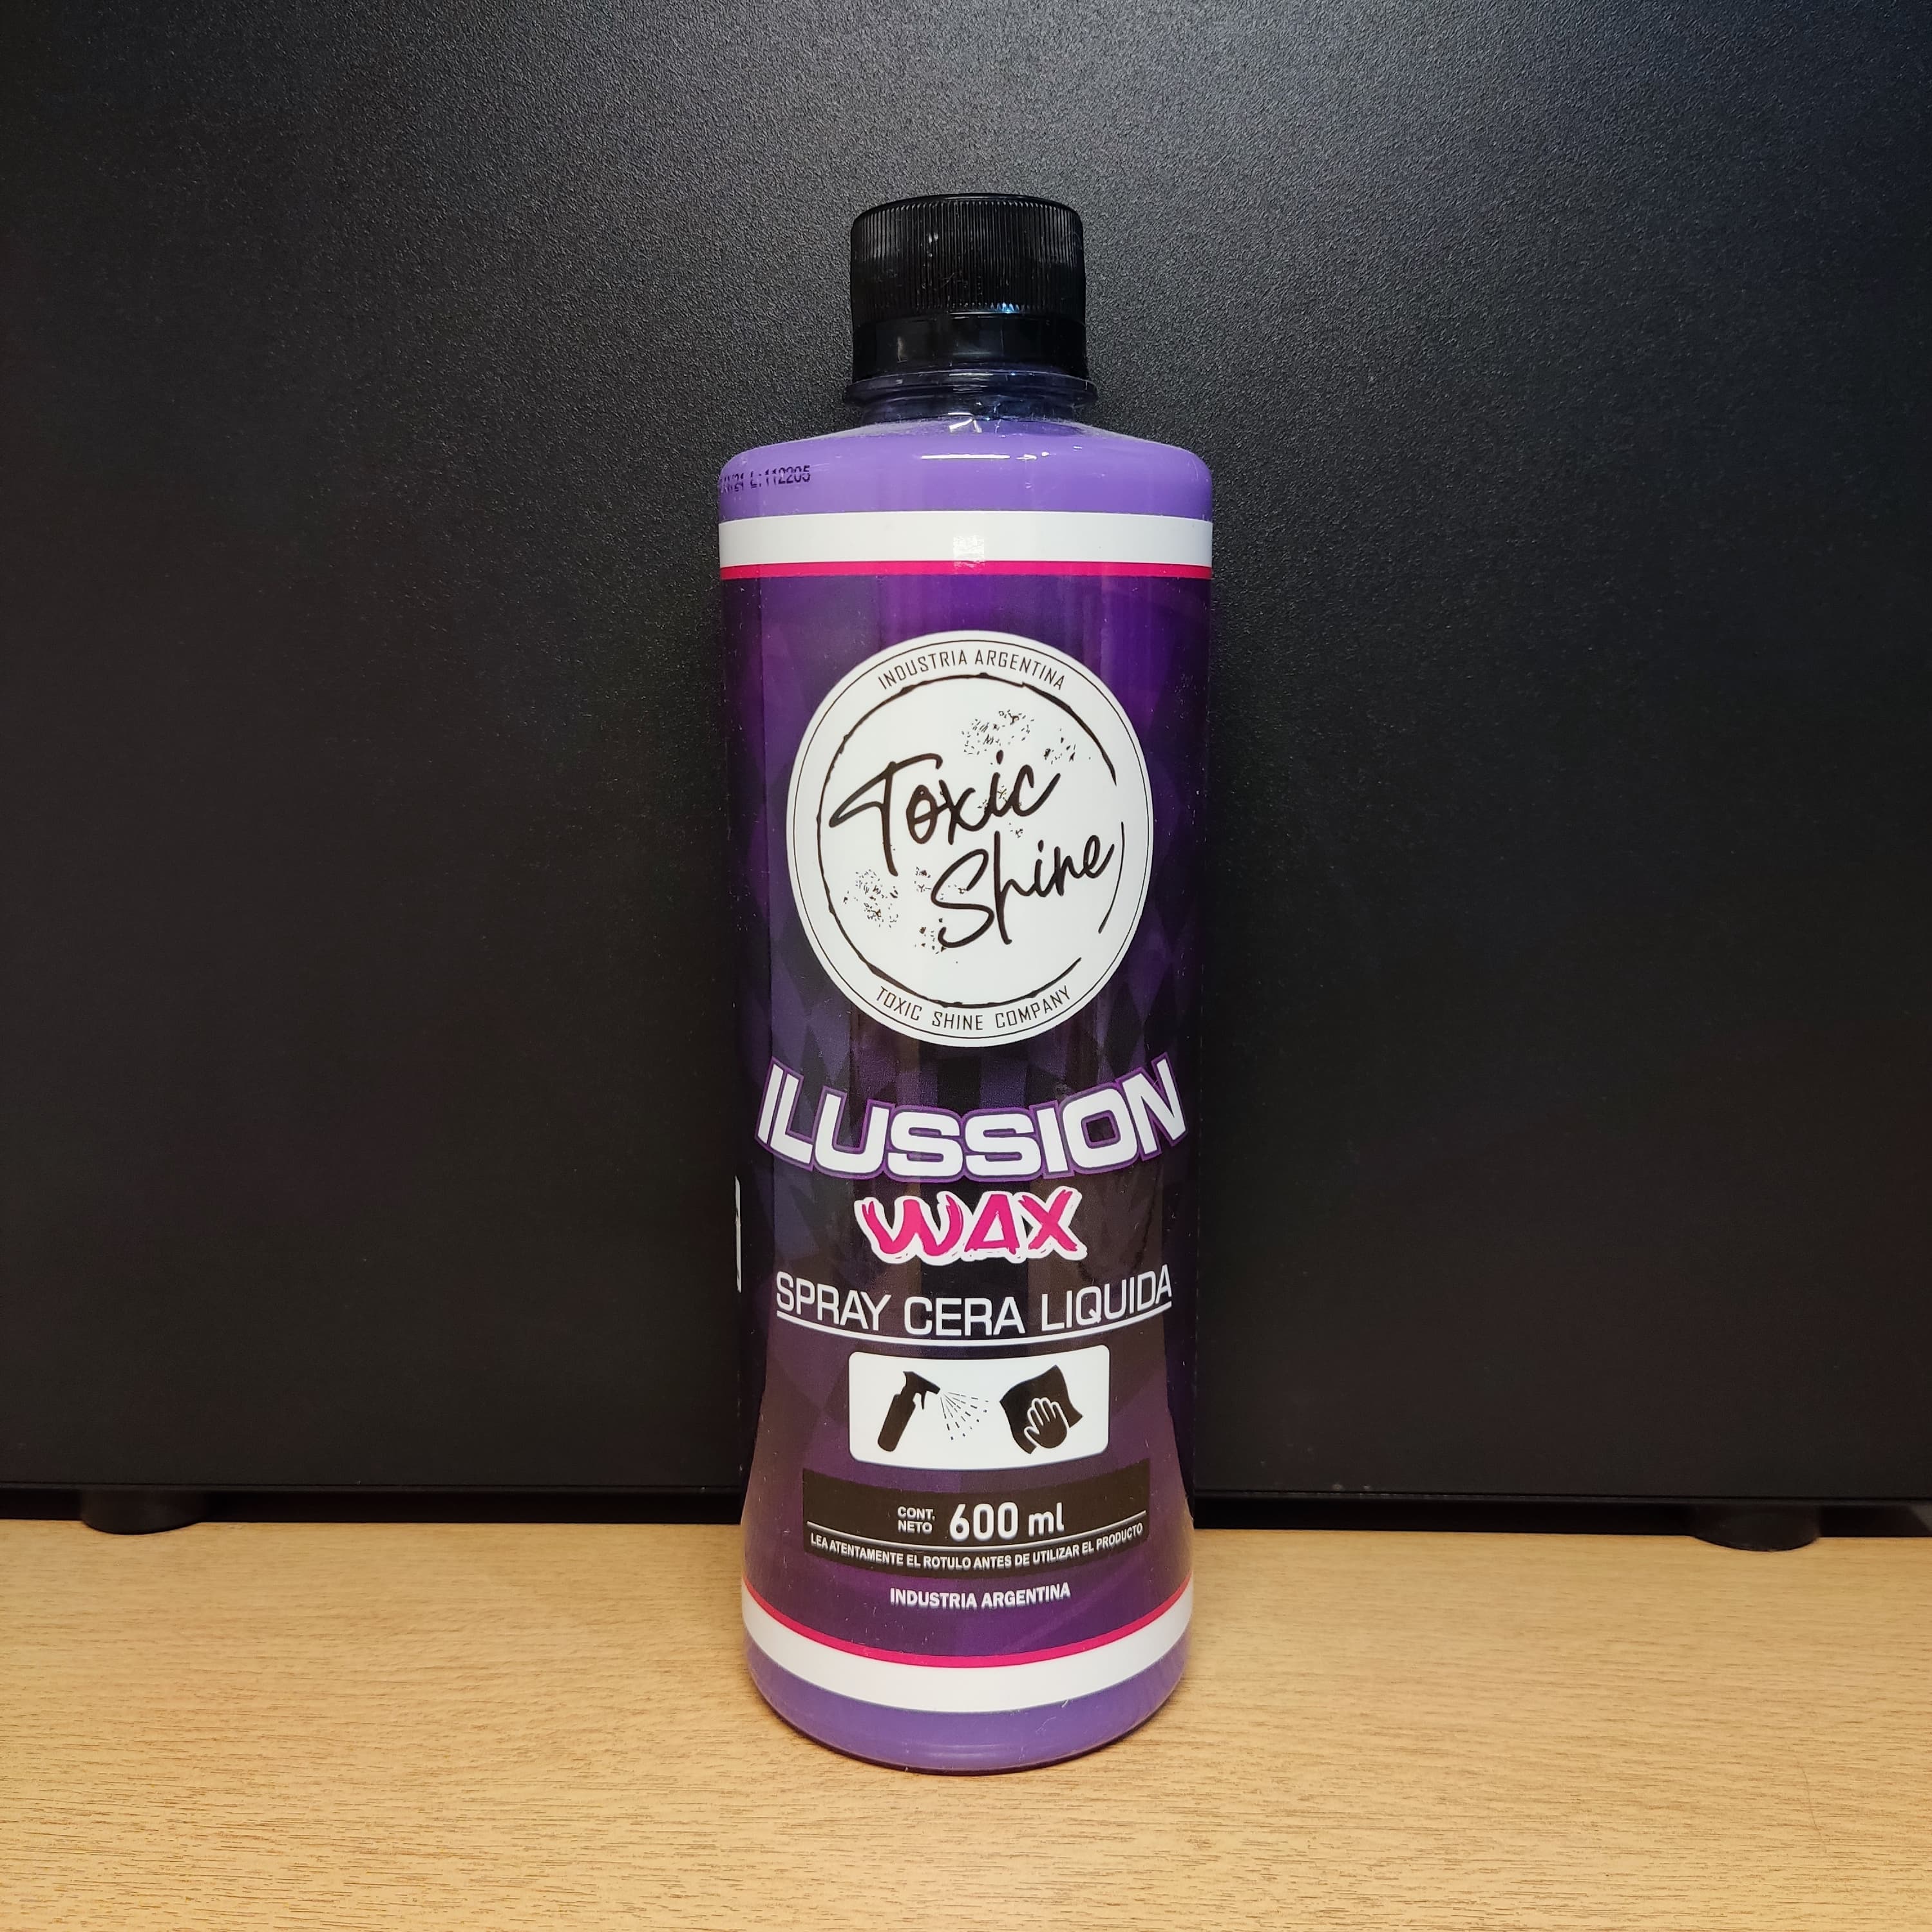 L:112205
INDUSTRIA ARGENTINA
Toxic
Shine
TOXIC SHINE COMPANY
ILUSSION
WAX
SPRAY CERA LIQUIDA
CONT. NETO 600 ml
LEA ATENTAMENTE EL ROTULO ANTES DE UTILIZAR EL PRODUCTO
INDUSTRIA ARGENTINA